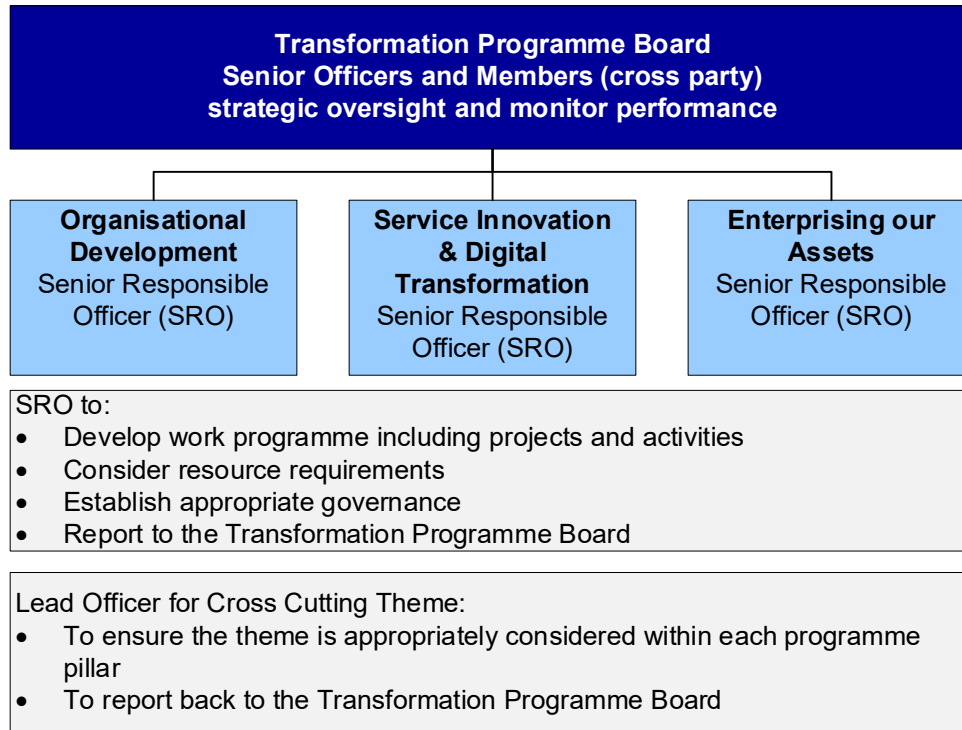 Transformation Programme Board
Senior Officers and Members (cross party)
strategic oversight and monitor performance
Organisational
Development
Senior Responsible
Officer (SRO)
Service Innovation
& Digital
Transformation
Senior Responsible
Officer (SRO)
Enterprising our
Assets
Senior Responsible
Officer (SRO)
SRO to:
• Develop work programme including projects and activities
• Consider resource requirements
• Establish appropriate governance
• Report to the Transformation Programme Board
Lead Officer for Cross Cutting Theme:
• To ensure the theme is appropriately considered within each programme
pillar
• To report back to the Transformation Programme Board